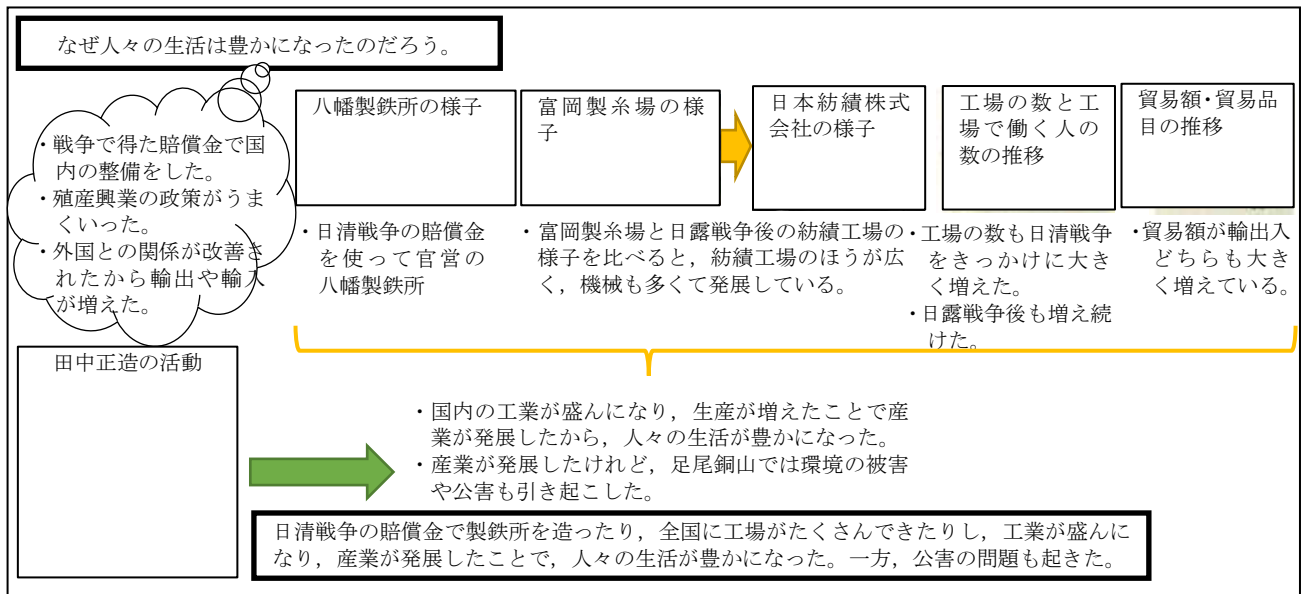 なぜ人々の生活は豊かになったのだろう。
・戦争で得た賠償金で国
内の整備をした。
・殖産興業の政策がうま
くいった。
・外国との関係が改善さ
れたから輸出や輸入
が増えた。
八幡製鉄所の様子
富岡製糸場の様
子
日本紡績株式
会社の様子
工場の数と工
場で働く人の
数の推移
貿易額・貿易品
目の推移
・日清戦争の賠償金
を使って官営の
八幡製鉄所
・富岡製糸場と日露戦争後の紡績工場の
様子を比べると，紡績工場のほうが広
く，機械も多くて発展している。
・工場の数も日清戦争
をきっかけに大き
く増えた。
・日露戦争後も増え続
けた。
・貿易額が輸出入
どちらも大き
く増えている。
田中正造の活動
・国内の工業が盛んになり，生産が増えたことで産
業が発展したから，人々の生活が豊かになった。
・産業が発展したけれど，足尾銅山では環境の被害
や公害も引き起こした。
日清戦争の賠償金で製鉄所を造ったり，全国に工場がたくさんできたりし，工業が盛んに
なり，産業が発展したことで，人々の生活が豊かになった。一方，公害の問題も起きた。